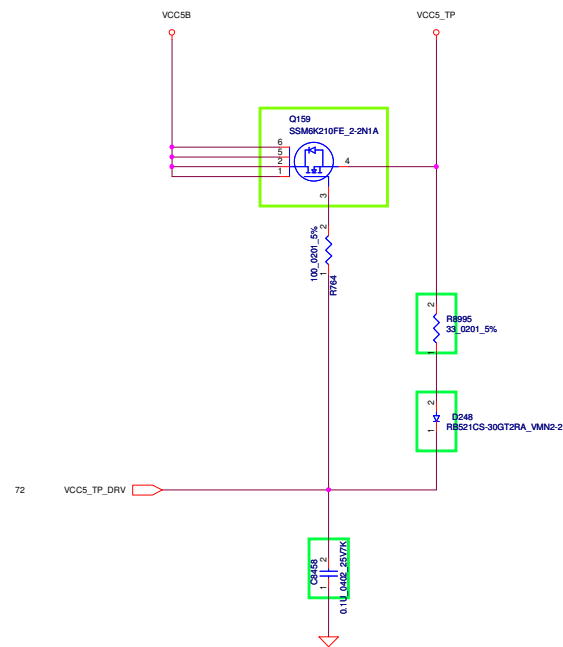 VCC5B
VCC5_TP
Q159
SSM6K210FE_2-2N1A
6
5
2
1
4
3
2
100_0201_5%
1
R764
2
R8995
33_0201_5%
1
2
D248
RB521CS-30GT2RA_VMN2-2
1
72
VCC5_TP_DRV
C8458
2
1
0.1U_0402_25V7K